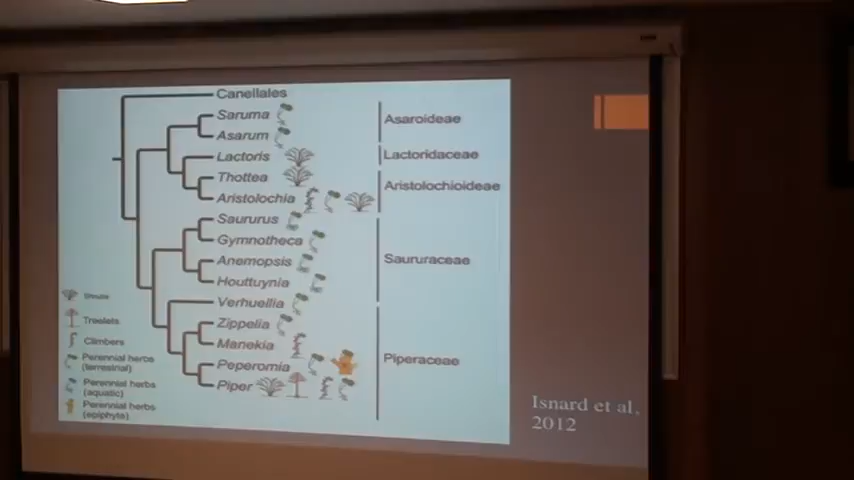 Canellales
Saruma
Asarum
Asaroideae
Lactoris
Lactoridaceae
Thottea
Aristolochia
Aristolochioideae
Saururus
Gymnotheca
Anemopsis
Saururaceae
Houttuynia
Verhuellia
Zippelia
Manekia
Peperomia
Piperaceae
Piper
Shrubs
Treelets
Climbers
Perennial herbs
(terrestrial)
Perennial herbs
(aquatic)
Perennial herbs
(epiphyte)
Isnard et al,
2012